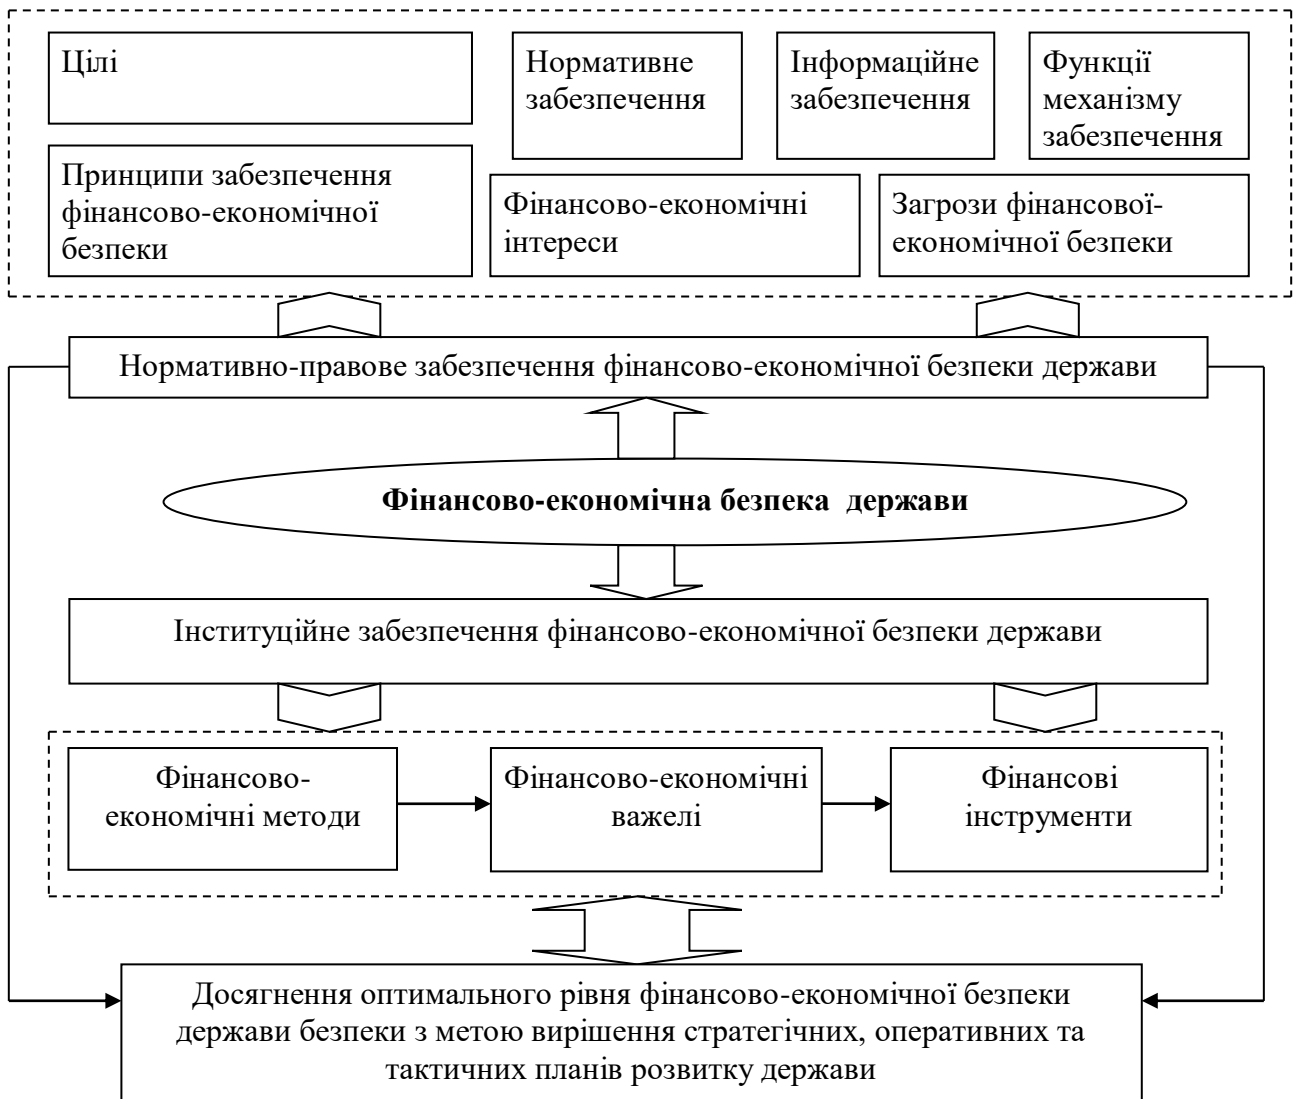 Цілі
Нормативне
забезпечення
Інформаційне
забезпечення
Функції
механізму
забезпечення
Принципи забезпечення
фінансово-економічної
безпеки
Фінансово-економічні
інтереси
Загрози фінансової-
економічної безпеки
Нормативно-правове забезпечення фінансово-економічної безпеки держави
Фінансово-економічна безпека держави
Інституційне забезпечення фінансово-економічної безпеки держави
Фінансово-
економічні методи
Фінансово-економічні
важелі
Фінансові
інструменти
Досягнення оптимального рівня фінансово-економічної безпеки
держави безпеки з метою вирішення стратегічних, оперативних та
тактичних планів розвитку держави